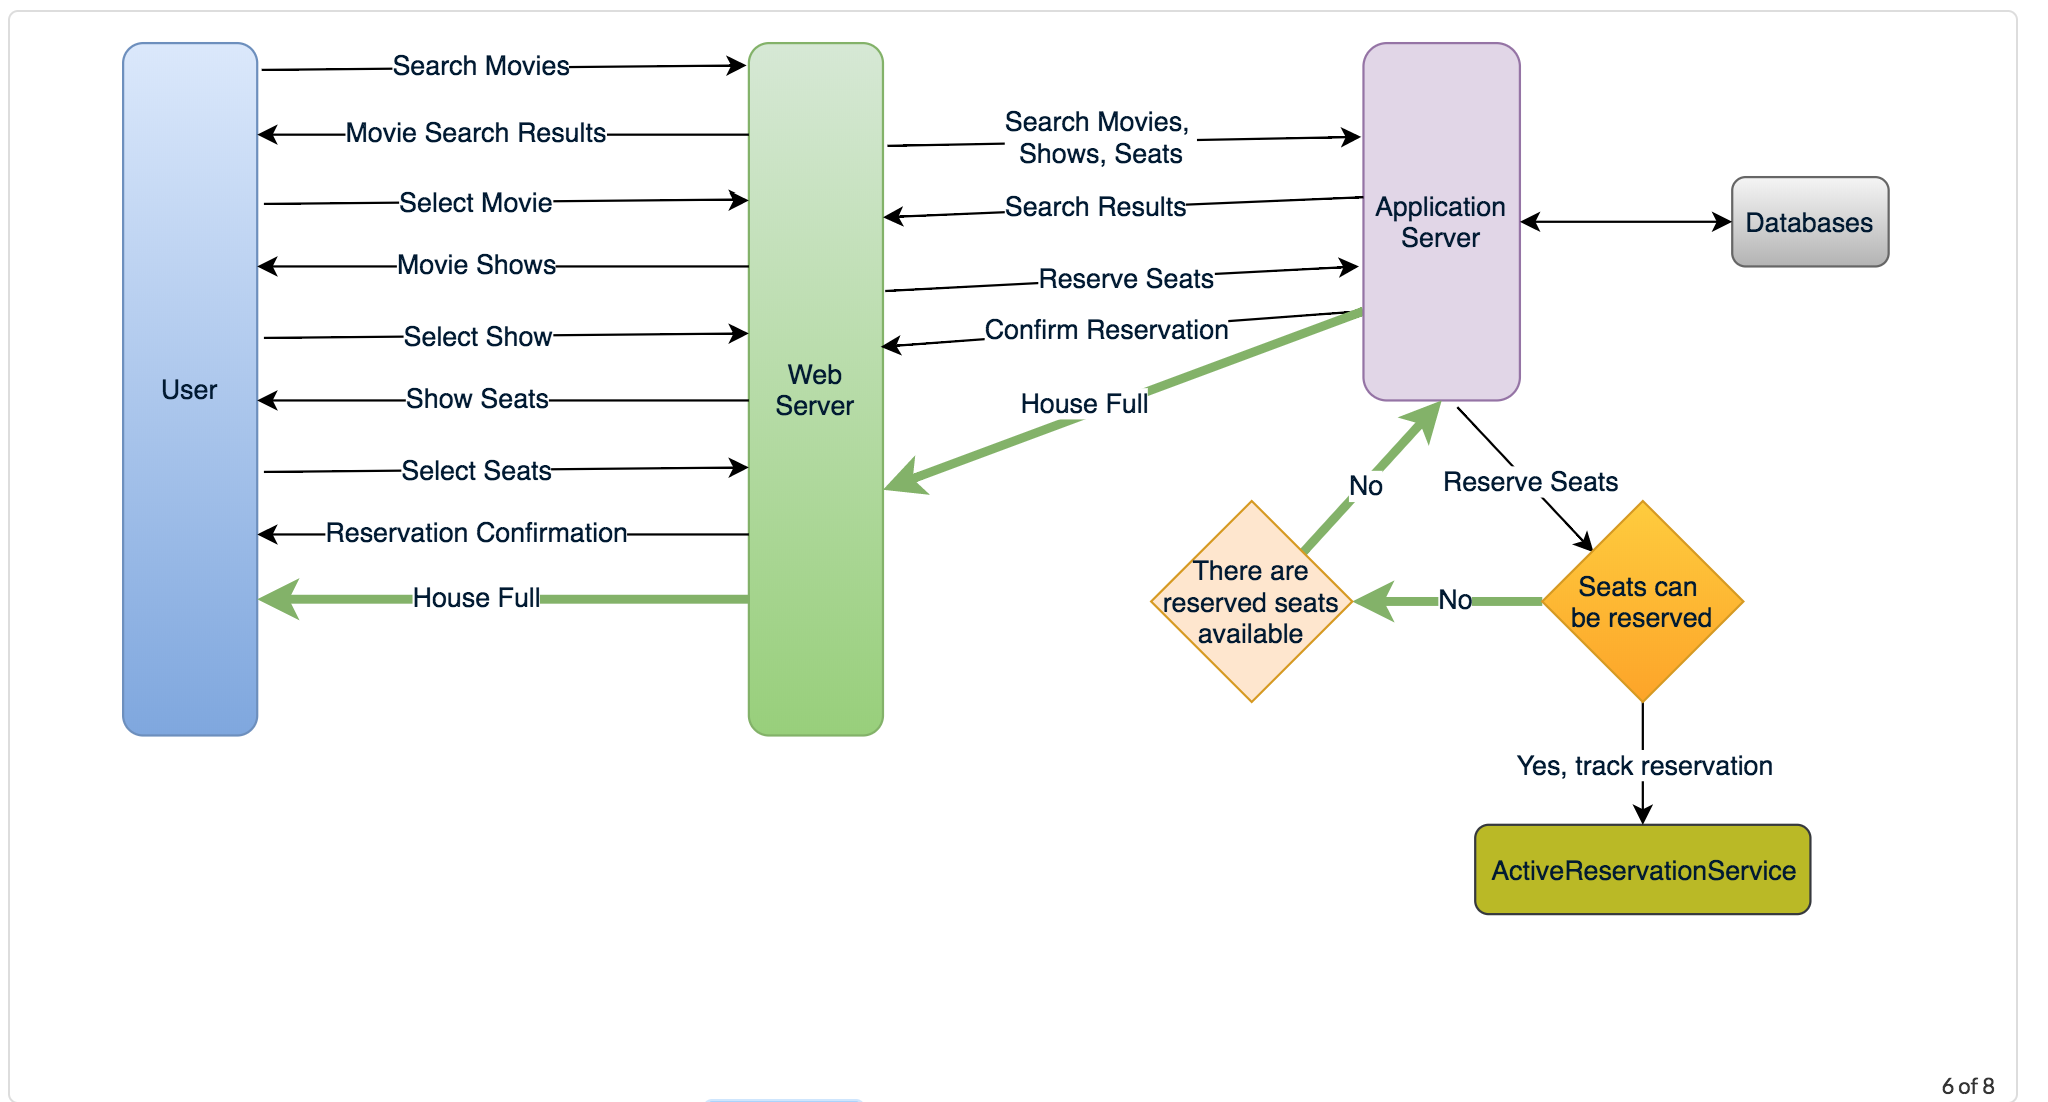 Search Movies
Movie Search Results
Select Movie
Movie Shows
Select Show
Show Seats
Select Seats
Reservation Confirmation
House Full
User
Web
Server
Search Movies,
Shows, Seats
Search Results
Reserve Seats
Confirm Reservation
House Full
Application
Server
Databases
No
Reserve Seats
There are
reserved seats
available
No
Seats can
be reserved
Yes, track reservation
ActiveReservationService
6 of 8